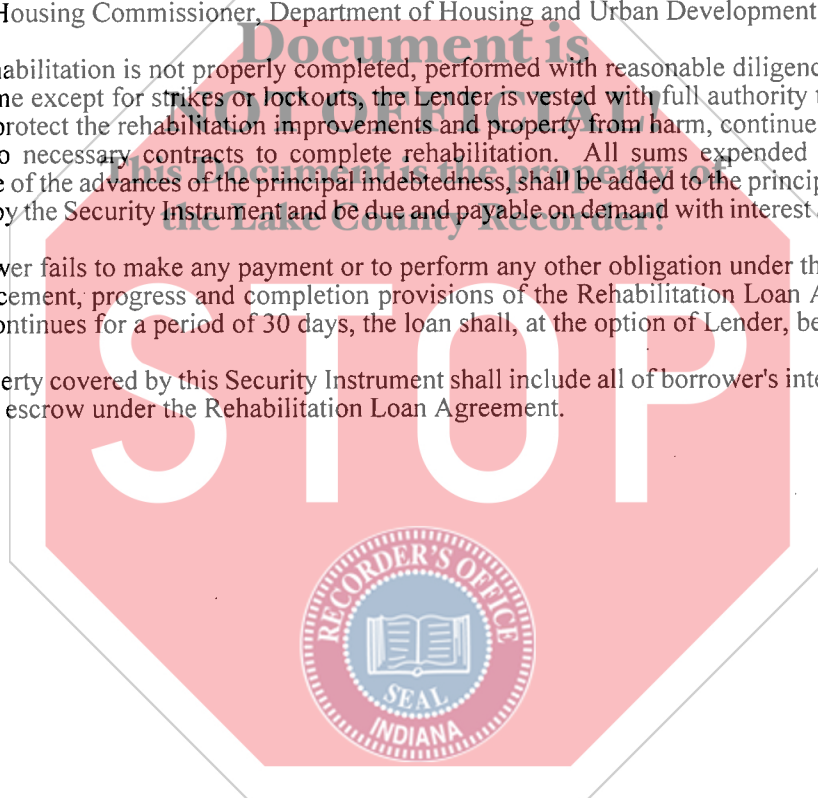 Housing Commissioner, Department of Housing and Urban Development
Document is
abilitation is not properly completed, performed with reasonable diligenc
me except for strikes or lockouts, the Lender is vested with full authority t
NOT OFFICIAL!
protect the rehabilitation improvements and property from harm, continue
o necessary contracts to complete rehabilitation. All sums expended
This Document is the property of
e of the advances of the principal indebtedness, shall be added to the princip
by the Security Instrument and be due and payable on demand with interest
the Lake County Recorder!
wer fails to make any payment or to perform any other obligation under th
cement, progress and completion provisions of the Rehabilitation Loan A
ontinues for a period of 30 days, the loan shall, at the option of Lender, be
erty covered by this Security Instrument shall include all of borrower's inte
escrow under the Rehabilitation Loan Agreement.
STOP
RECORDER'S OFFICE
SEAL
INDIANA